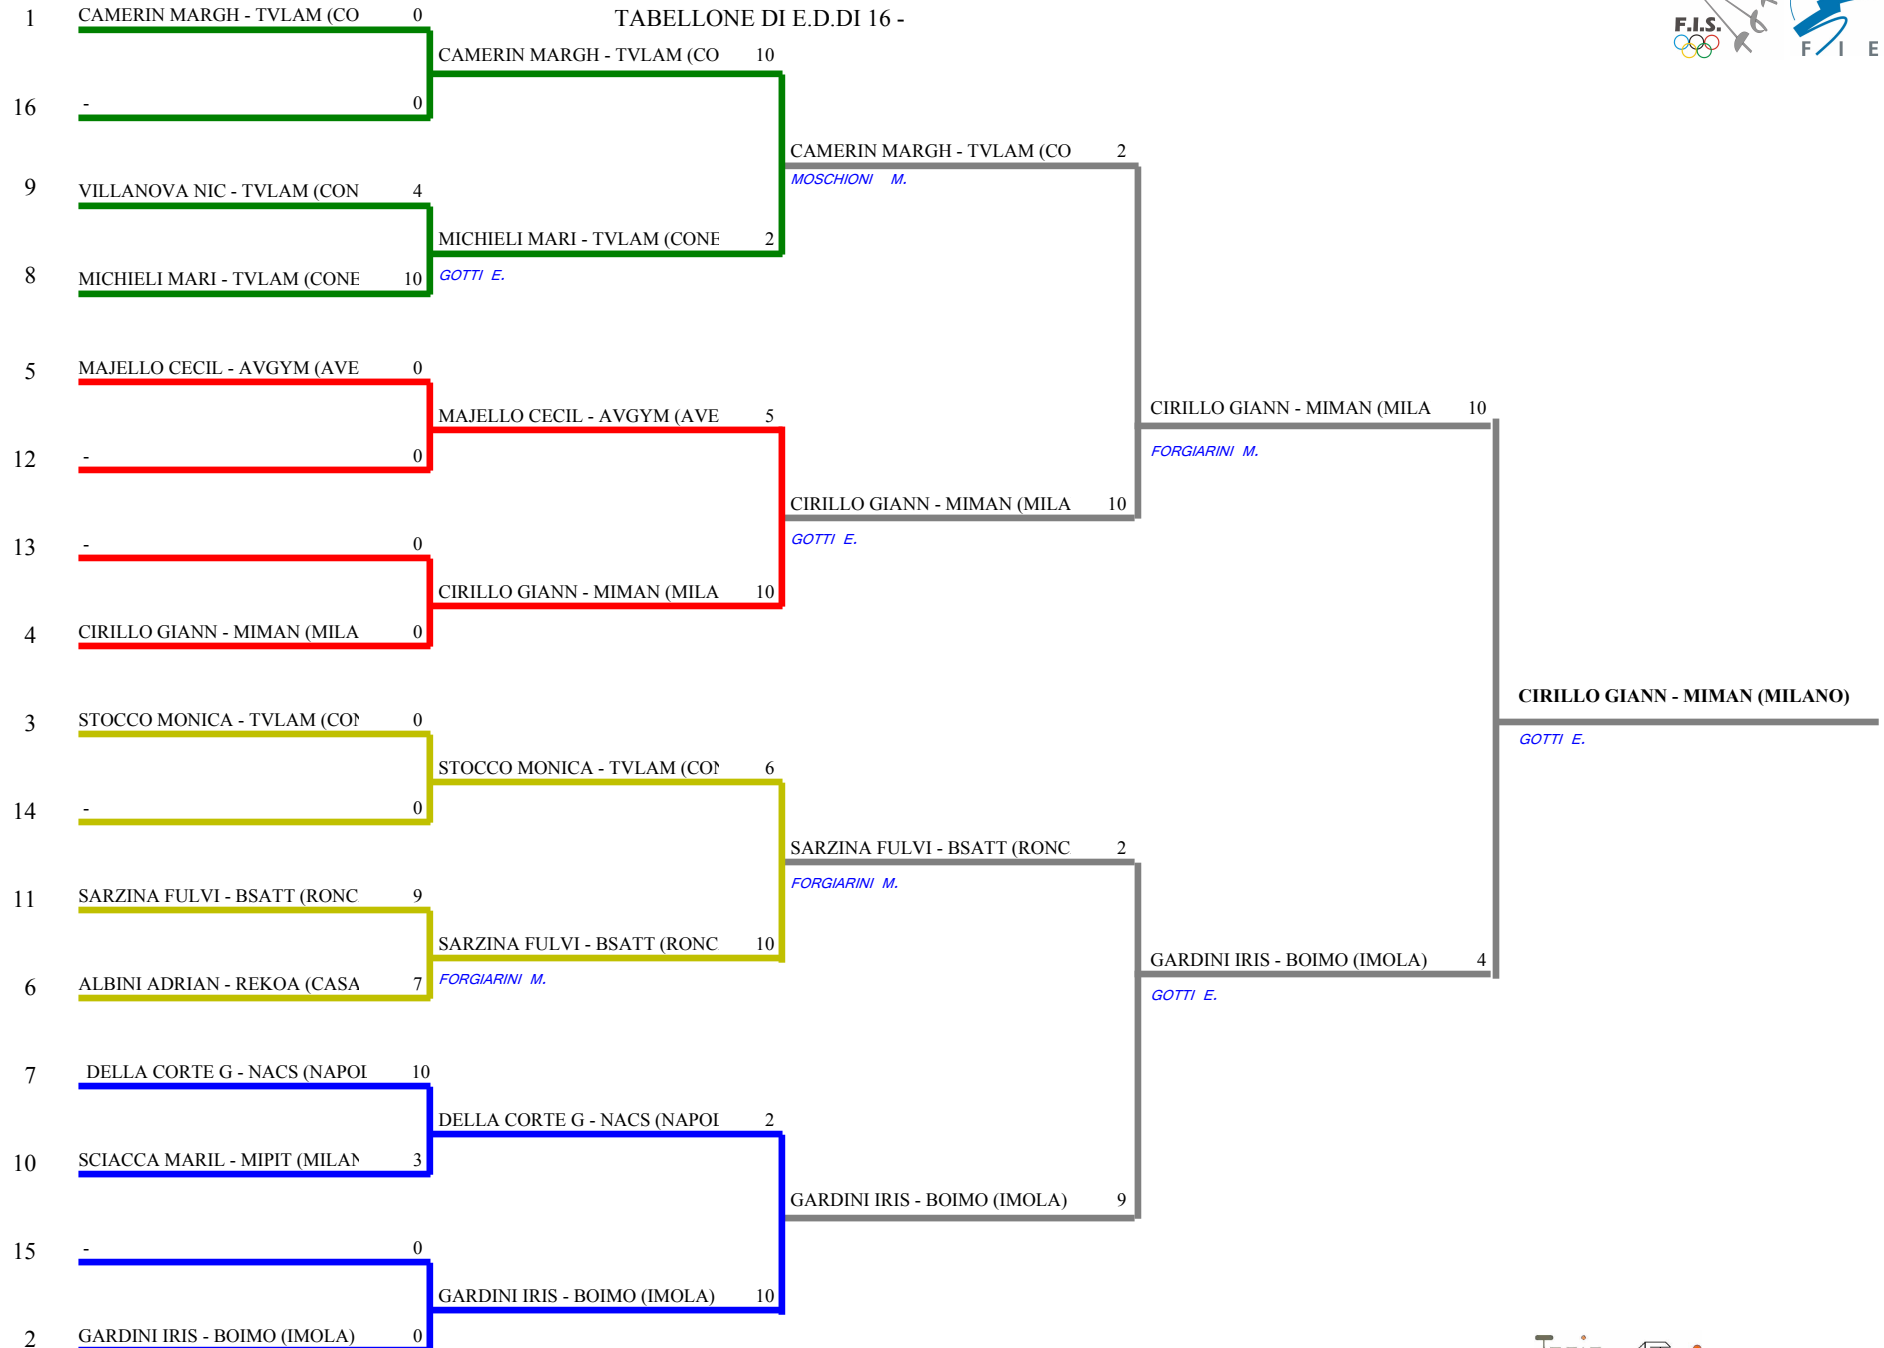 TABELLONE DI E.D.DI 16 -
F.I.S.
F I E
1 CAMERIN MARGH - TVLAM (CO 0
CAMERIN MARGH - TVLAM (CO 10
16 - 0
CAMERIN MARGH - TVLAM (CO 2
MOSCHIONI M.
9 VILLANOVA NIC - TVLAM (CON 4
MICHIELI MARI - TVLAM (CONE 2
GOTTI E.
8 MICHIELI MARI - TVLAM (CONE 10
5 MAJELLO CECIL - AVGYM (AVE 0
MAJELLO CECIL - AVGYM (AVE 5
CIRILLO GIANN - MIMAN (MILA 10
FORGIARINI M.
12 - 0
CIRILLO GIANN - MIMAN (MILA 10
GOTTI E.
13 - 0
CIRILLO GIANN - MIMAN (MILA 10
4 CIRILLO GIANN - MIMAN (MILA 0
CIRILLO GIANN - MIMAN (MILANO)
GOTTI E.
3 STOCCO MONICA - TVLAM (CON 0
STOCCO MONICA - TVLAM (CON 6
14 - 0
SARZINA FULVI - BSATT (RONC 2
FORGIARINI M.
11 SARZINA FULVI - BSATT (RONC 9
SARZINA FULVI - BSATT (RONC 10
FORGIARINI M.
GARDINI IRIS - BOIMO (IMOLA) 4
GOTTI E.
6 ALBINI ADRIAN - REKOA (CASA 7
7 DELLA CORTE G - NACS (NAPOI 10
DELLA CORTE G - NACS (NAPOI 2
10 SCIACCA MARIL - MIPIT (MILAN 3
GARDINI IRIS - BOIMO (IMOLA) 9
15 - 0
GARDINI IRIS - BOIMO (IMOLA) 10
2 GARDINI IRIS - BOIMO (IMOLA) 0